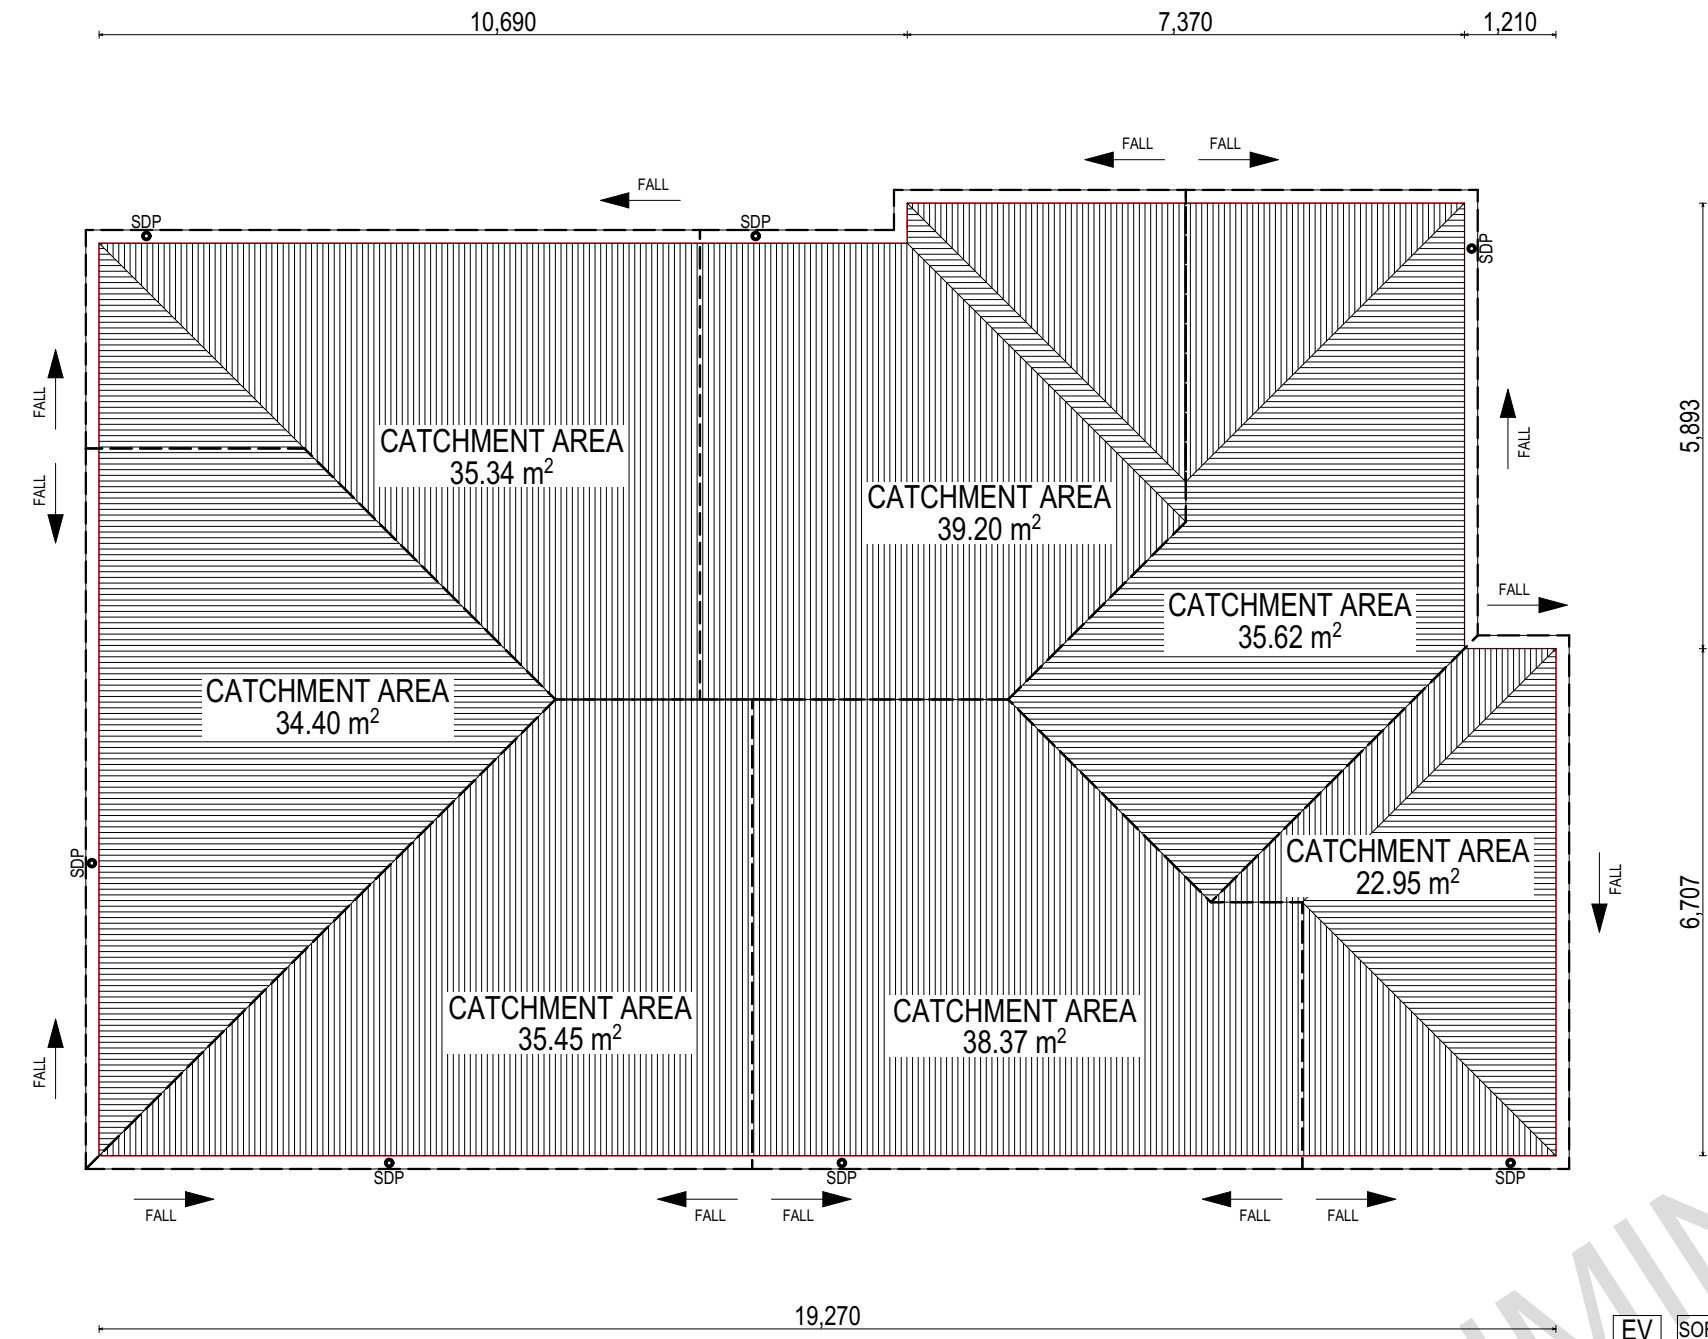 10,690
7,370
1,210
FALL
FALL
FALL
SDP
SDP
SDP
FALL
FALL
FALL
5,893
CATCHMENT AREA
35.34 m²
CATCHMENT AREA
39.20 m²
FALL
CATCHMENT AREA
35.62 m²
CATCHMENT AREA
34.40 m²
SDP
CATCHMENT AREA
22.95 m²
FALL
6,707
CATCHMENT AREA
35.45 m²
CATCHMENT AREA
38.37 m²
FALL
SDP
SDP
SDP
FALL
FALL
FALL
FALL
FALL
19,270
EV